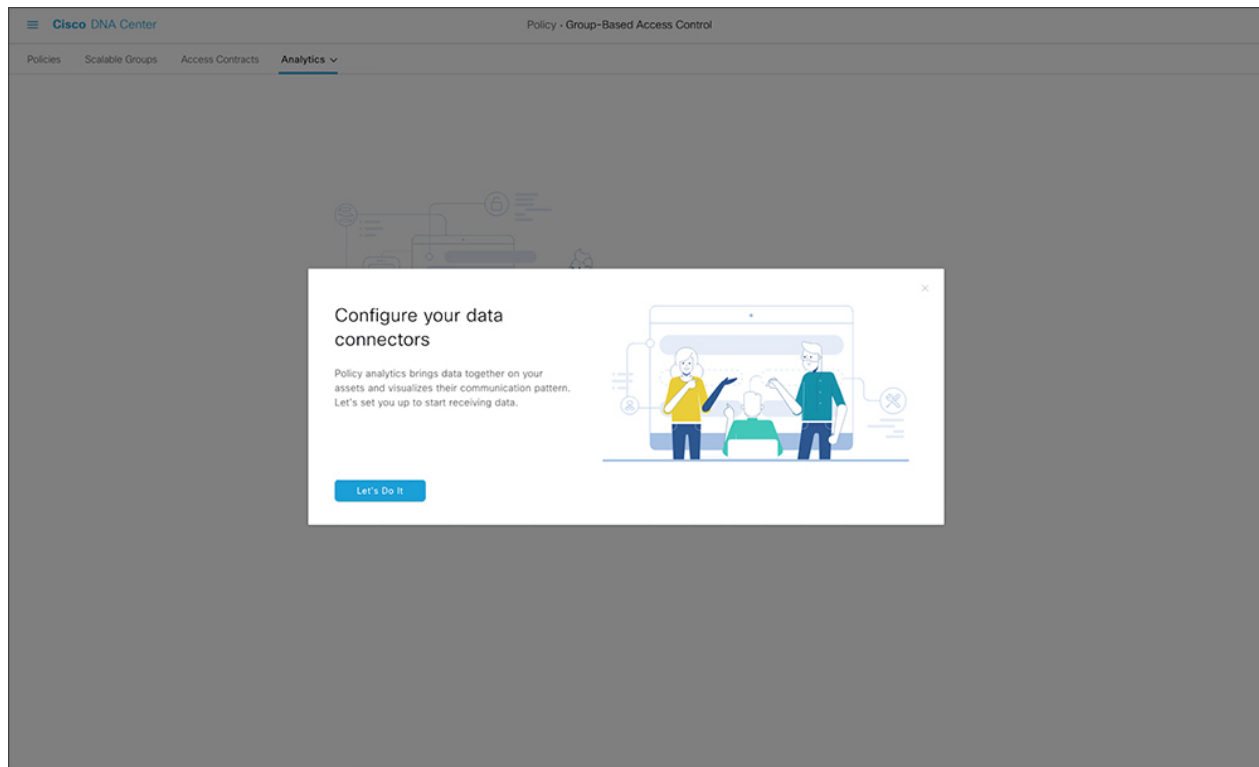 Cisco DNA Center
Policy · Group-Based Access Control
Policies
Scalable Groups
Access Contracts
Analytics
Configure your data
connectors
Policy analytics brings data together on your
assets and visualizes their communication pattern.
Let's set you up to start receiving data.
Let's Do It